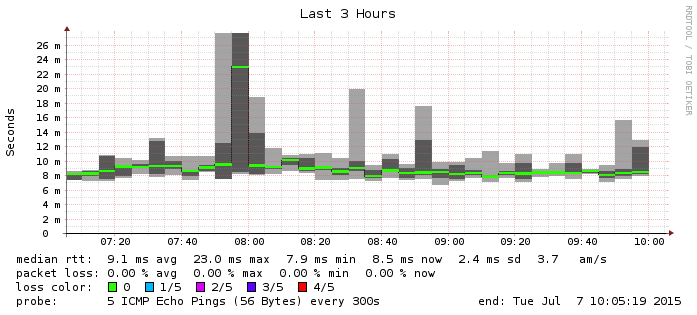 Last 3 Hours
RRDTOOL / TOBI OETIKER
Seconds
26 m
24 m
22 m
20 m
18 m
16 m
14 m
12 m
10 m
8 m
6 m
4 m
2 m
0
07:20 07:40 08:00 08:20 08:40 09:00 09:20 09:40 10:00
median rtt: 9.1 ms avg 23.0 ms max 7.9 ms min 8.5 ms now 2.4 ms sd 3.7 am/s
packet loss: 0.00 % avg 0.00 % max 0.00 % min 0.00 % now
loss color: 0 1/5 2/5 3/5 4/5
probe: 5 ICMP Echo Pings (56 Bytes) every 300s end: Tue Jul 7 10:05:19 2015